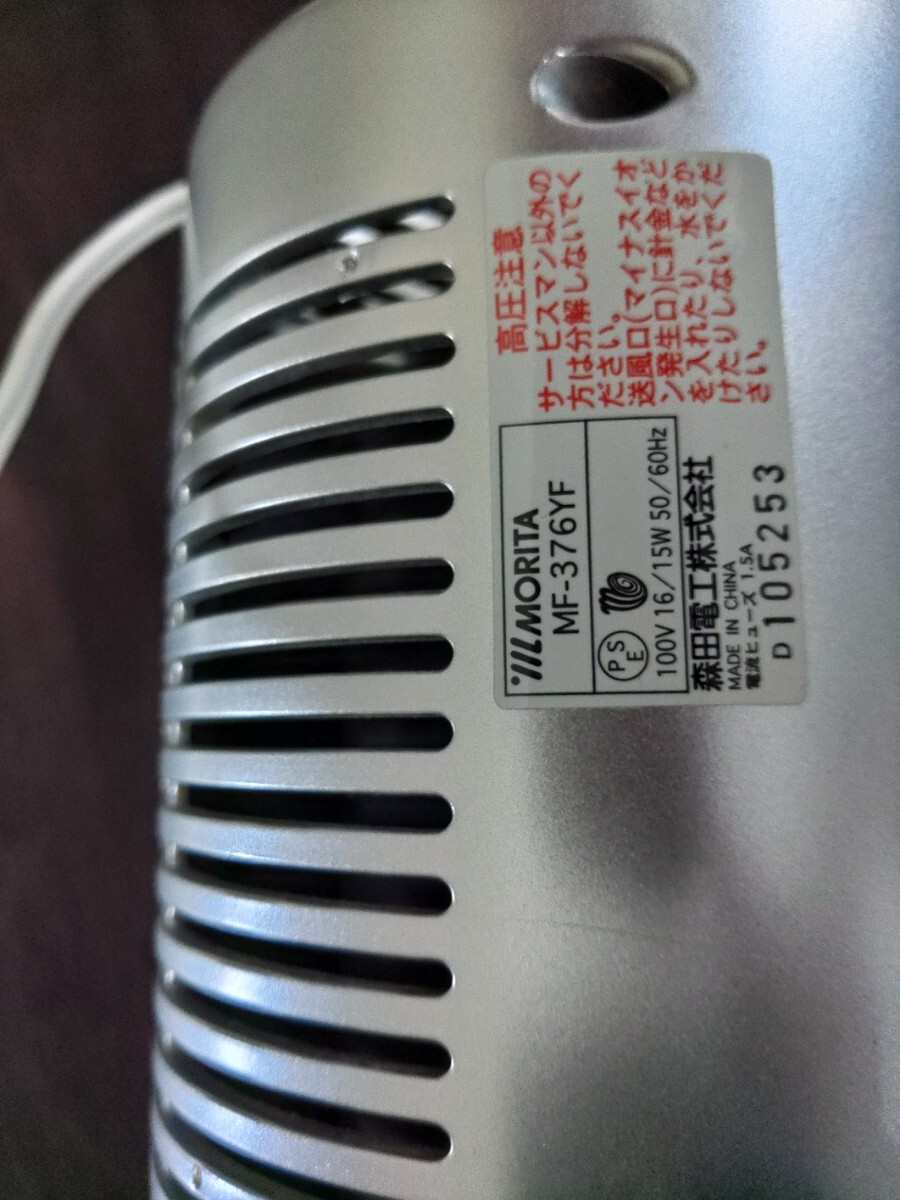 高圧注意
サービスマン以外の
方は分解しないでく
ださい。
送風口(マイナスイオ
ン発生口)に針金など
を入れたり、水をか
けたりしないでくだ
さい。
MORITA
MF-376YF
PSE
100V 16/15W 50/60Hz
森田電工株式会社
MADE IN CHINA
電流ヒューズ 1.5A
D 105253